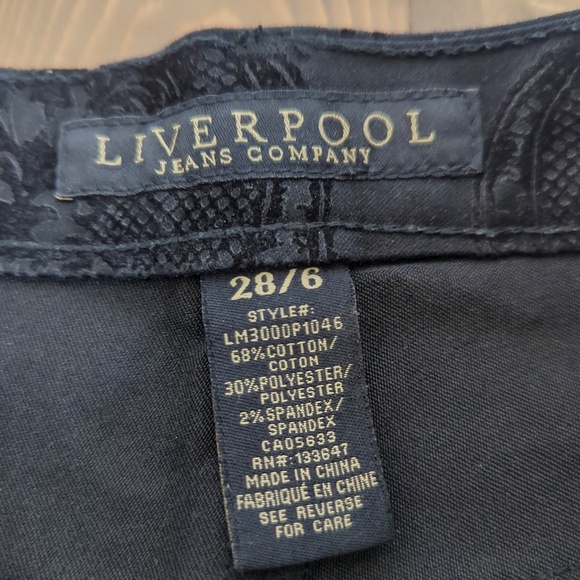 LIVERPOOL
JEANS COMPANY
28/6
STYLE#:
LM3000P1046
68%COTTON/
COTON
30%POLYESTER/
POLYESTER
2%SPANDEX/
SPANDEX
CA05633
RN#:133647
MADE IN CHINA
FABRIQUÉ EN CHINE
SEE REVERSE
FOR CARE